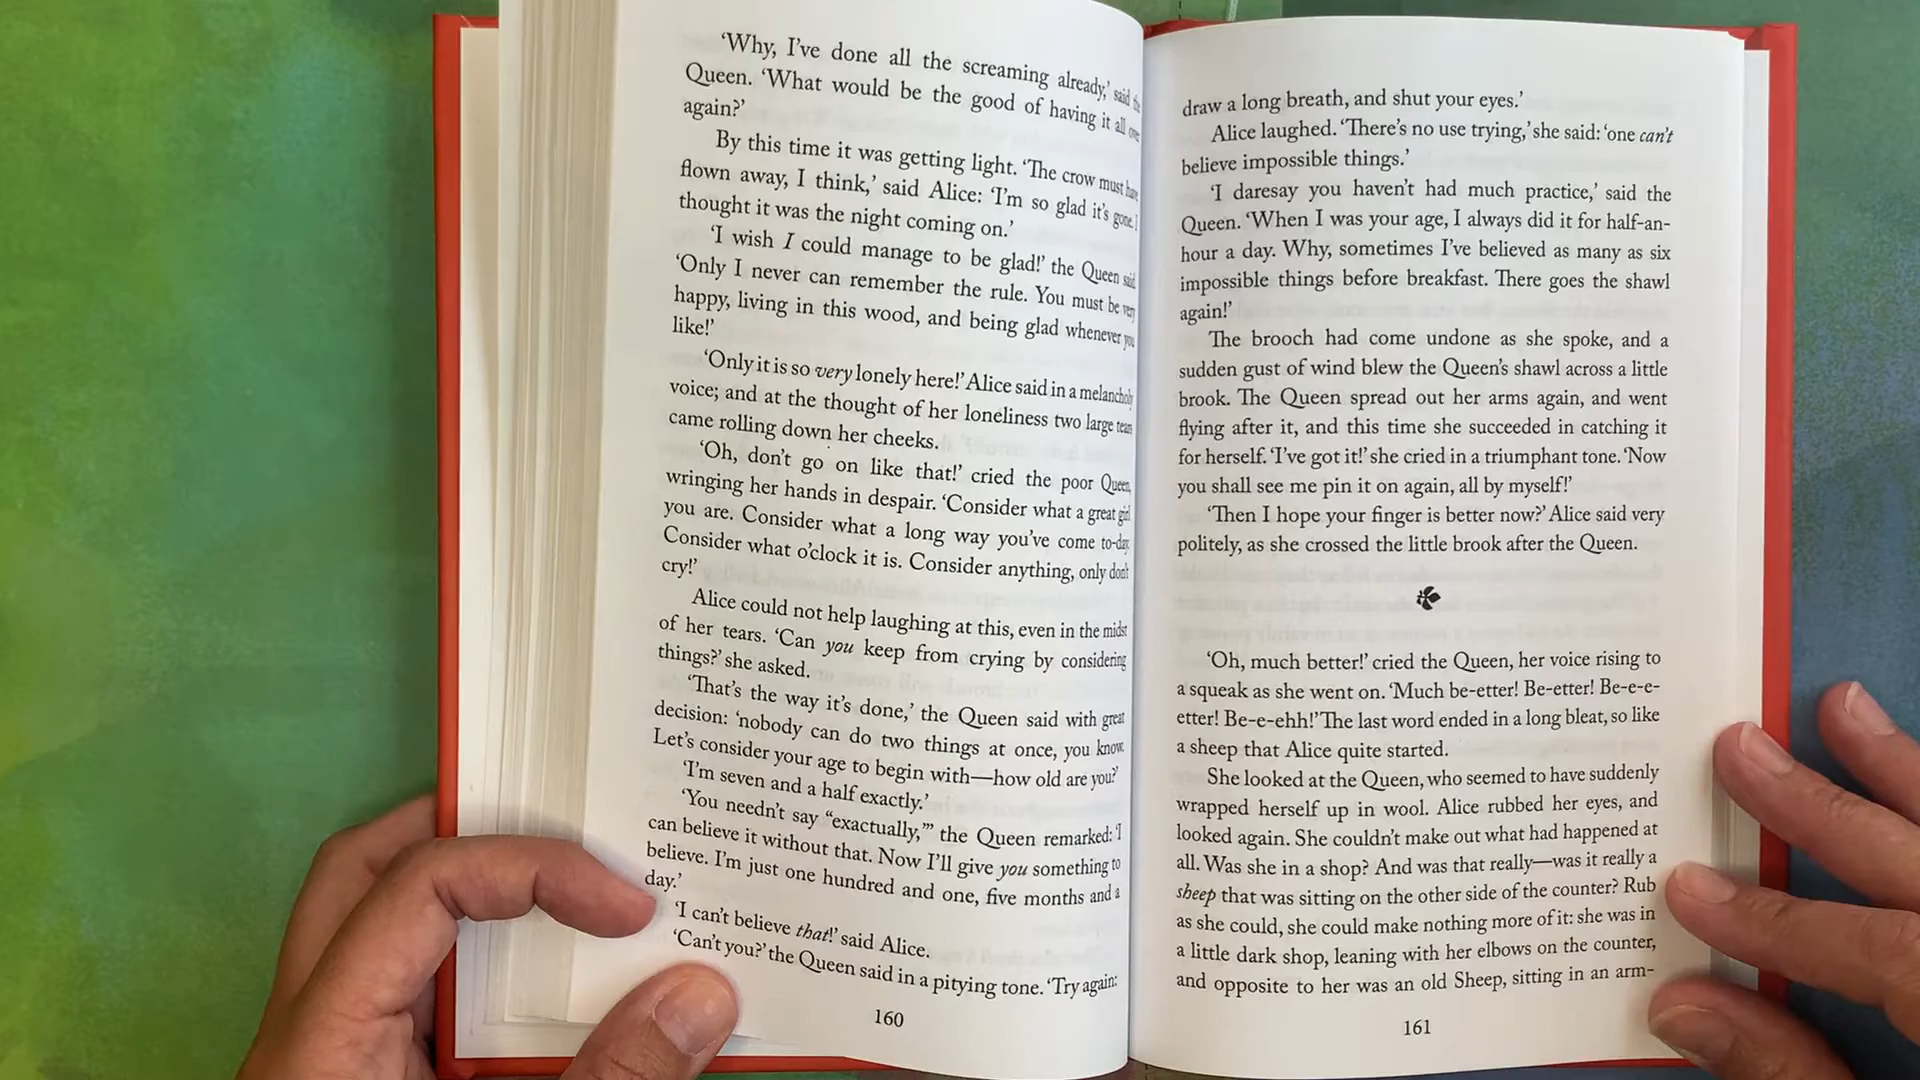 ‘Why, I’ve done all the screaming already,’ said the
Queen. ‘What would be the good of having it all over
again?’
By this time it was getting light. ‘The crow must have
flown away, I think,’ said Alice: ‘I’m so glad it’s gone. I
thought it was the night coming on.’
‘I wish I could manage to be glad!’ the Queen said.
‘Only I never can remember the rule. You must be very
happy, living in this wood, and being glad whenever you
like!’
‘Only it is so very lonely here!’ Alice said in a melancholy
voice; and at the thought of her loneliness two large tears
came rolling down her cheeks.
‘Oh, don’t go on like that!’ cried the poor Queen,
wringing her hands in despair. ‘Consider what a great girl
you are. Consider what a long way you’ve come to-day.
Consider what o’clock it is. Consider anything, only don’t
cry!’
Alice could not help laughing at this, even in the midst
of her tears. ‘Can you keep from crying by considering
things?’ she asked.
‘That’s the way it’s done,’ the Queen said with great
decision: ‘nobody can do two things at once, you know.
Let’s consider your age to begin with—how old are you?’
‘I’m seven and a half exactly.’
‘You needn’t say “exactually,”’ the Queen remarked: ‘I
can believe it without that. Now I’ll give you something to
believe. I’m just one hundred and one, five months and a
day.’
‘I can’t believe that!’ said Alice.
‘Can’t you?’ the Queen said in a pitying tone. ‘Try again:
160
draw a long breath, and shut your eyes.’
Alice laughed. ‘There’s no use trying,’ she said: ‘one can’t
believe impossible things.’
‘I daresay you haven’t had much practice,’ said the
Queen. ‘When I was your age, I always did it for half-an-
hour a day. Why, sometimes I’ve believed as many as six
impossible things before breakfast. There goes the shawl
again!’
The brooch had come undone as she spoke, and a
sudden gust of wind blew the Queen’s shawl across a little
brook. The Queen spread out her arms again, and went
flying after it, and this time she succeeded in catching it
for herself. ‘I’ve got it!’ she cried in a triumphant tone. ‘Now
you shall see me pin it on again, all by myself!’
‘Then I hope your finger is better now?’ Alice said very
politely, as she crossed the little brook after the Queen.
‘Oh, much better!’ cried the Queen, her voice rising to
a squeak as she went on. ‘Much be-etter! Be-etter! Be-e-e-
etter! Be-e-ehh!’ The last word ended in a long bleat, so like
a sheep that Alice quite started.
She looked at the Queen, who seemed to have suddenly
wrapped herself up in wool. Alice rubbed her eyes, and
looked again. She couldn’t make out what had happened at
all. Was she in a shop? And was that really—was it really a
sheep that was sitting on the other side of the counter? Rub
as she could, she could make nothing more of it: she was in
a little dark shop, leaning with her elbows on the counter,
and opposite to her was an old Sheep, sitting in an arm-
161